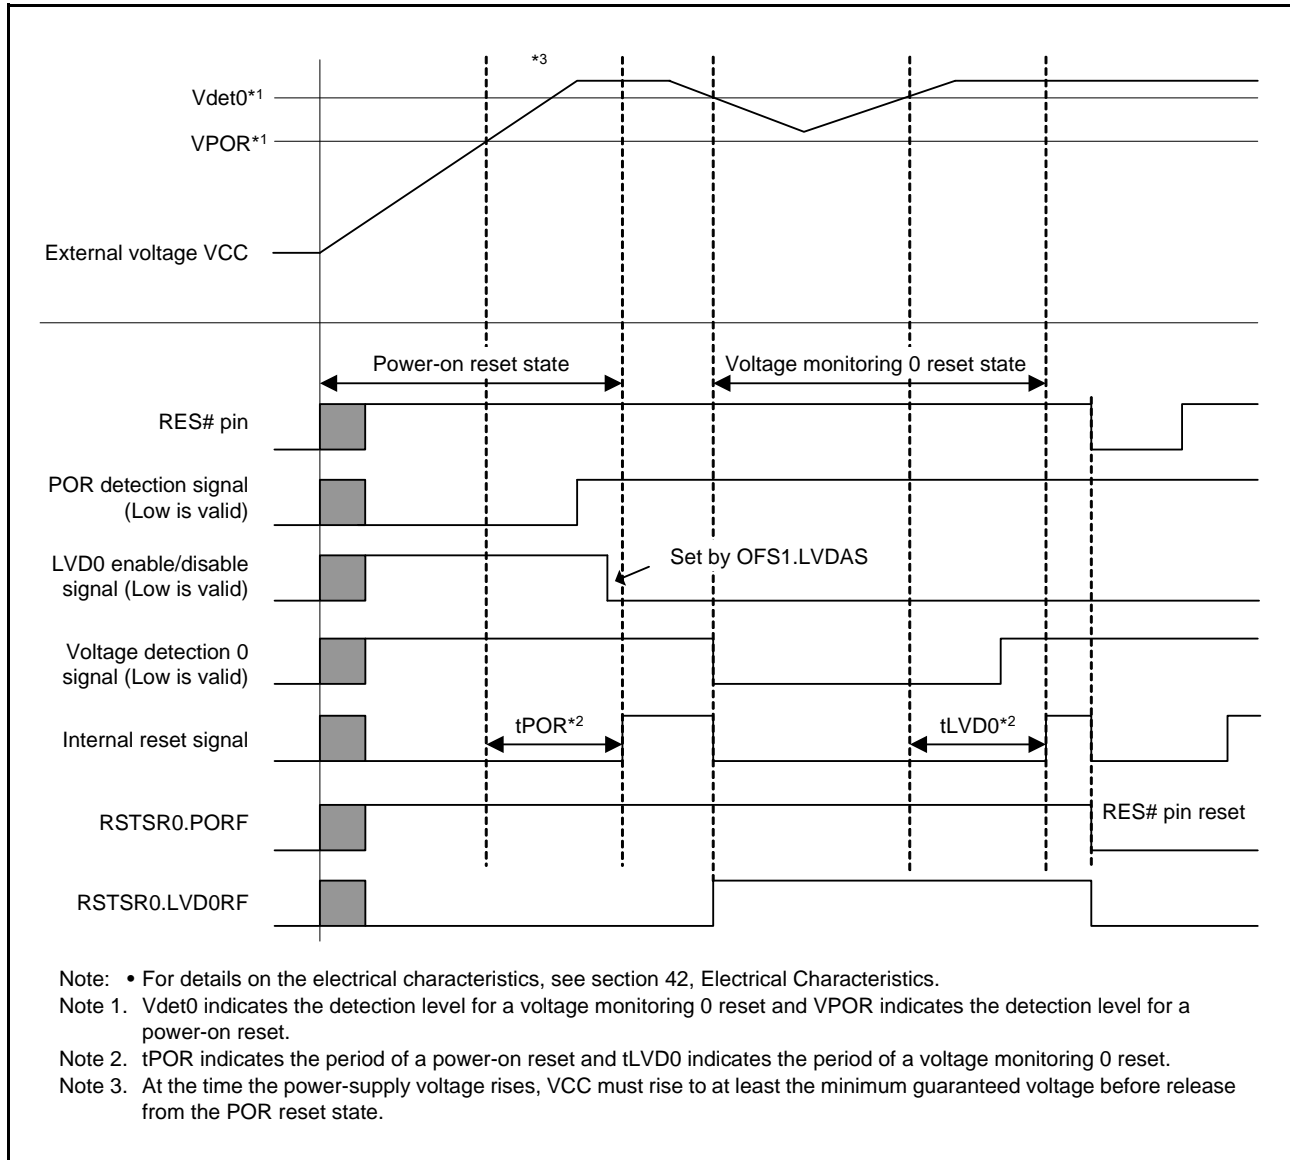 *3
Vdet0*1
VPOR*1
External voltage VCC
Power-on reset state
Voltage monitoring 0 reset state
RES# pin
POR detection signal
(Low is valid)
LVD0 enable/disable
signal (Low is valid)
Set by OFS1.LVDAS
Voltage detection 0
signal (Low is valid)
tPOR*2
tLVD0*2
Internal reset signal
RSTSR0.PORF
RES# pin reset
RSTSR0.LVD0RF
Note: • For details on the electrical characteristics, see section 42, Electrical Characteristics.
Note 1. Vdet0 indicates the detection level for a voltage monitoring 0 reset and VPOR indicates the detection level for a
power-on reset.
Note 2. tPOR indicates the period of a power-on reset and tLVD0 indicates the period of a voltage monitoring 0 reset.
Note 3. At the time the power-supply voltage rises, VCC must rise to at least the minimum guaranteed voltage before release
from the POR reset state.